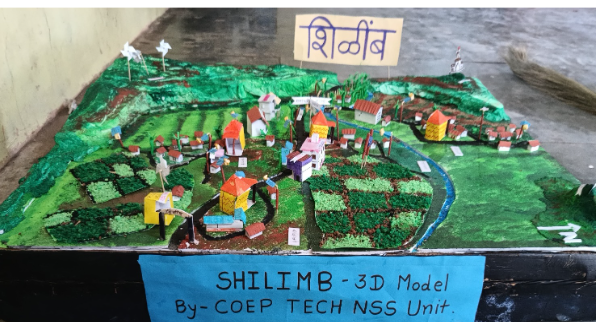 शिळींब
SHILIMB - 3D Model
By- COEP TECH NSS Unit.